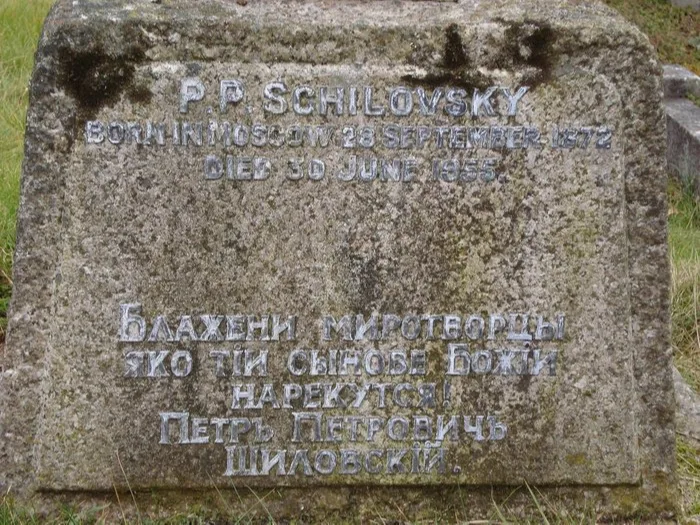 P.P. SCHILOVSKY
BORN IN MOSCOW 28 SEPTEMBER 1872
DIED 30 JUNE 1955.
БЛАЖЕНИ МИРОТВОРЦЫ
ЯКО ТІИ СЫНОВЕ БОЖІИ
НАРЕКУТСЯ!
ПЕТРЪ ПЕТРОВИЧЪ
ШИЛОВСКІЙ.